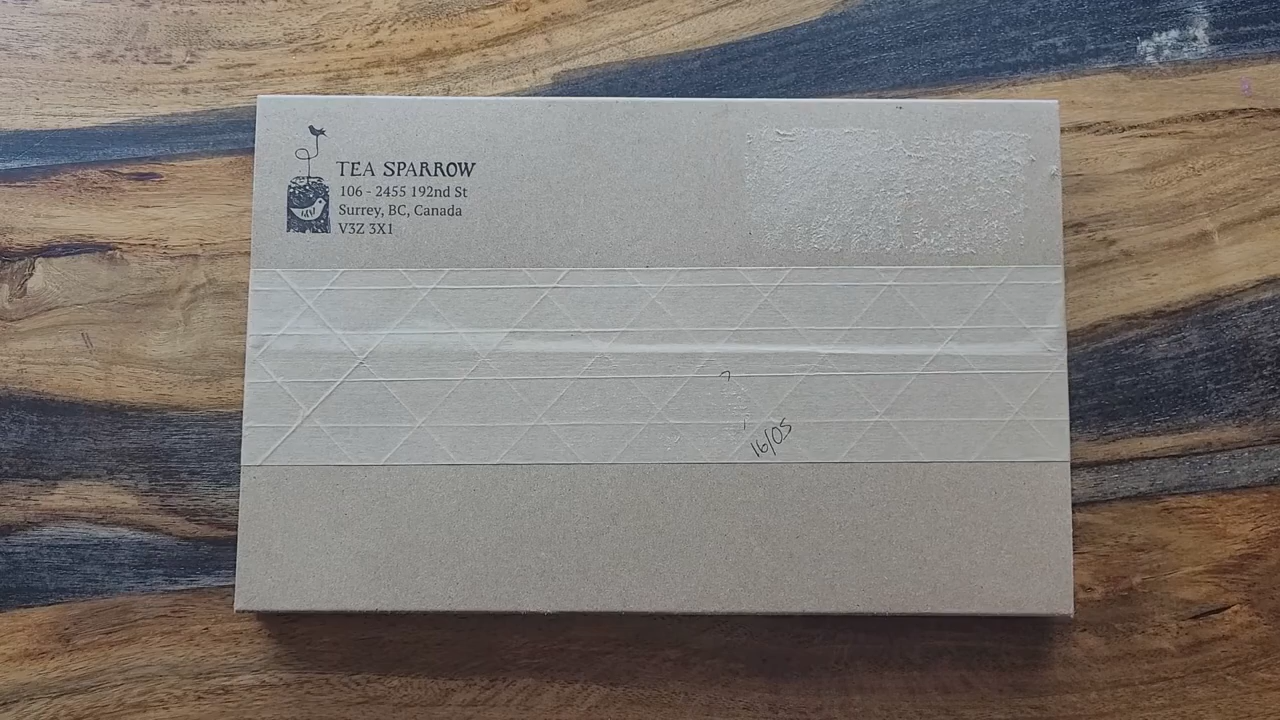 TEA SPARROW
106 - 2455 192nd St
Surrey, BC, Canada
V3Z 3X1
16/05